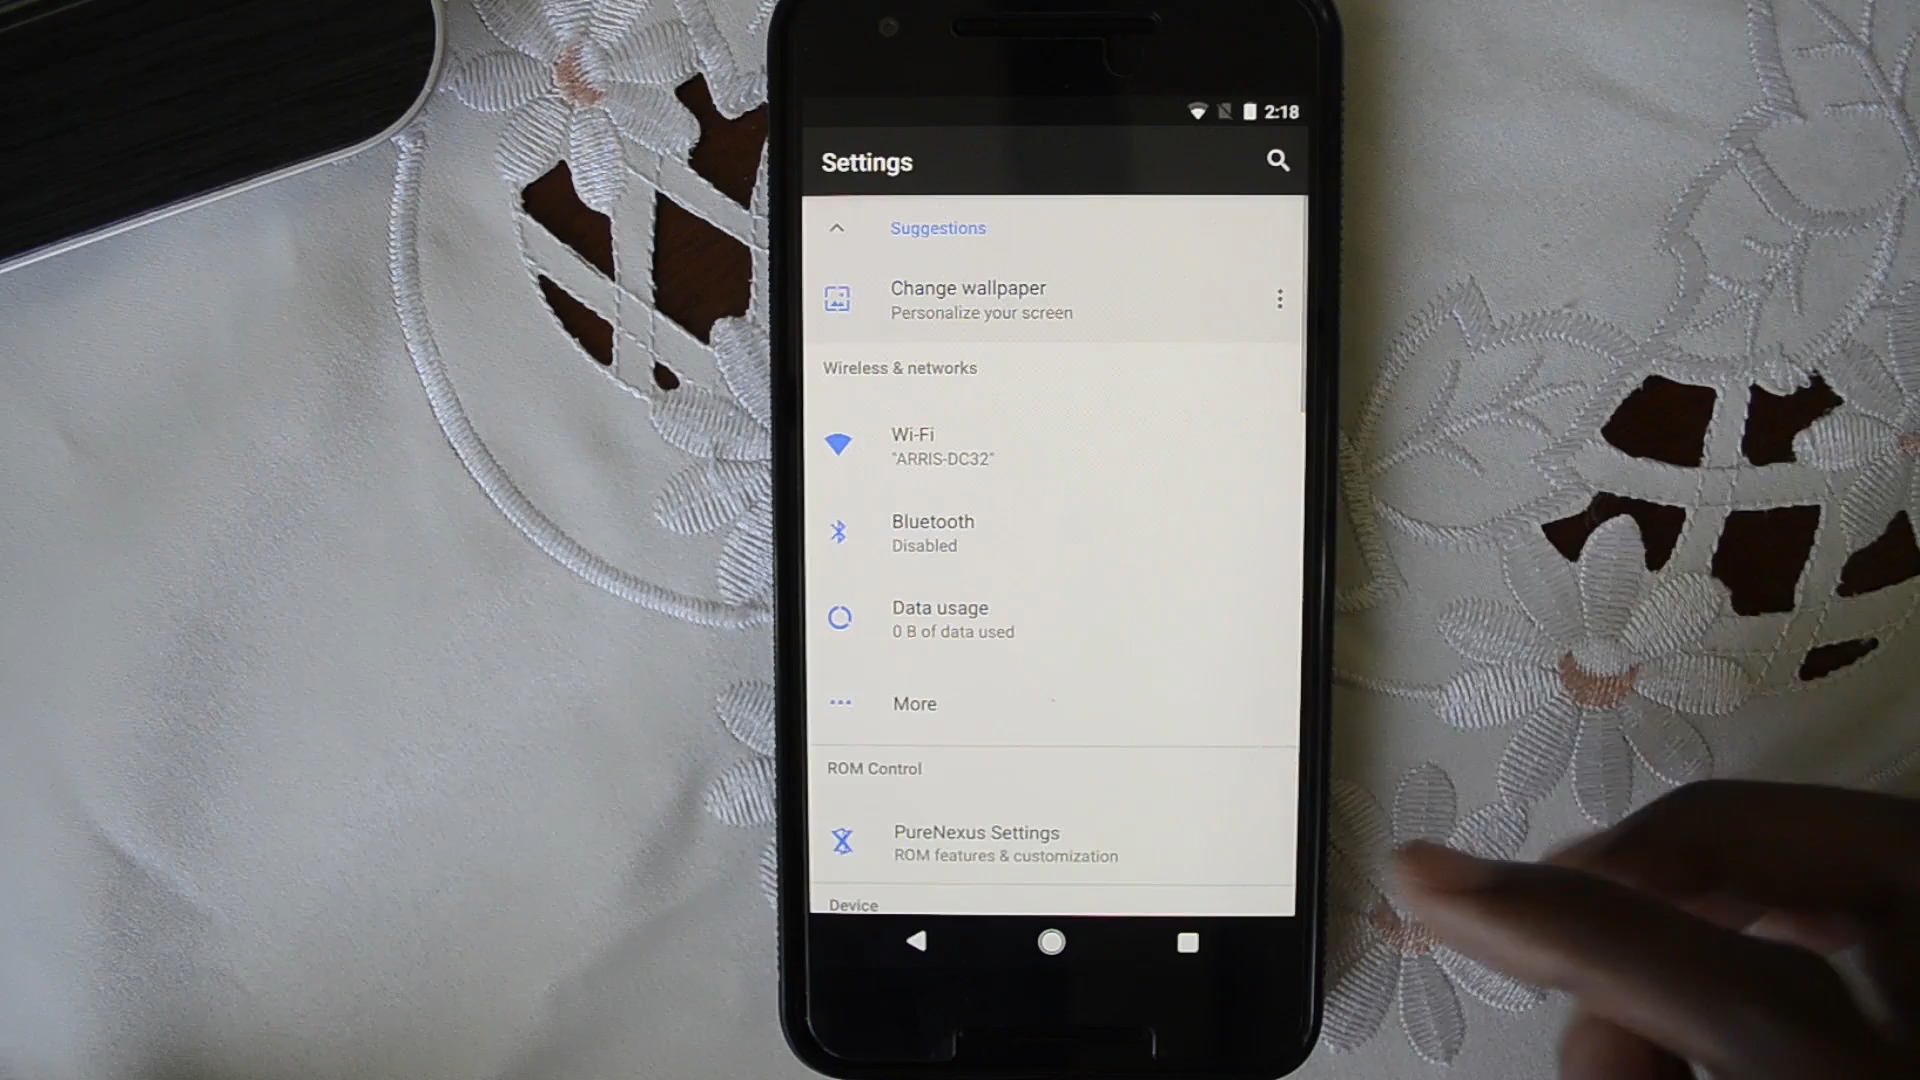 2:18
Settings
Suggestions
Change wallpaper
Personalize your screen
Wireless & networks
Wi-Fi
"ARRIS-DC32"
Bluetooth
Disabled
Data usage
0 B of data used
More
ROM Control
PureNexus Settings
ROM features & customization
Device